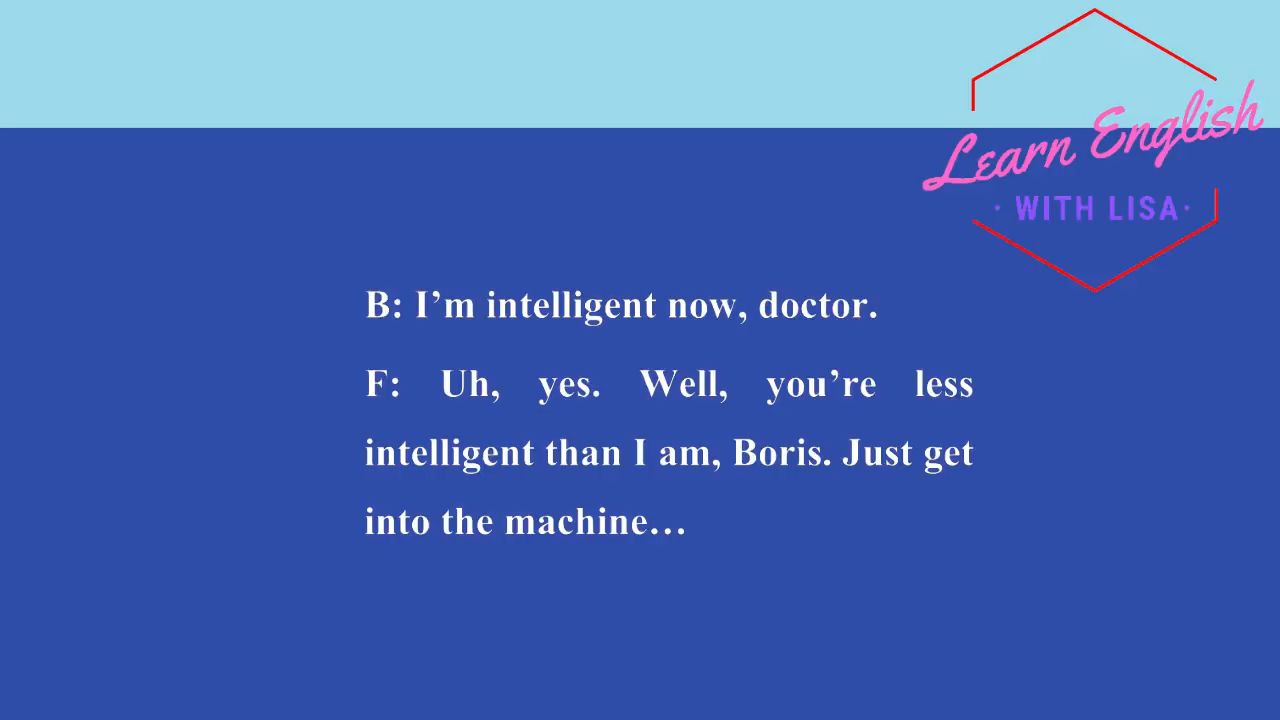 Learn English
· WITH LISA·
B: I’m intelligent now, doctor.
F: Uh, yes. Well, you’re less
intelligent than I am, Boris. Just get
into the machine…